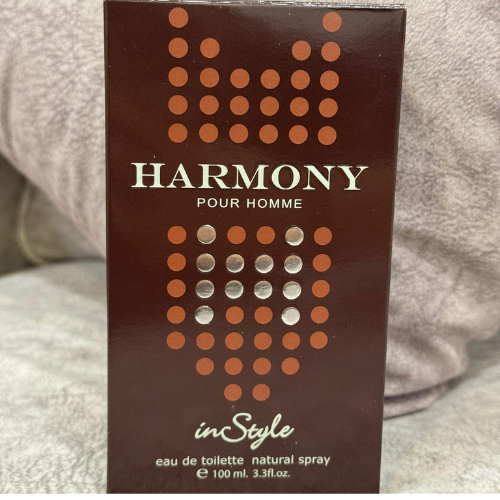 HARMONY
POUR HOMME
inStyle
eau de toilette natural spray
e 100 ml. 3.3fl.oz.